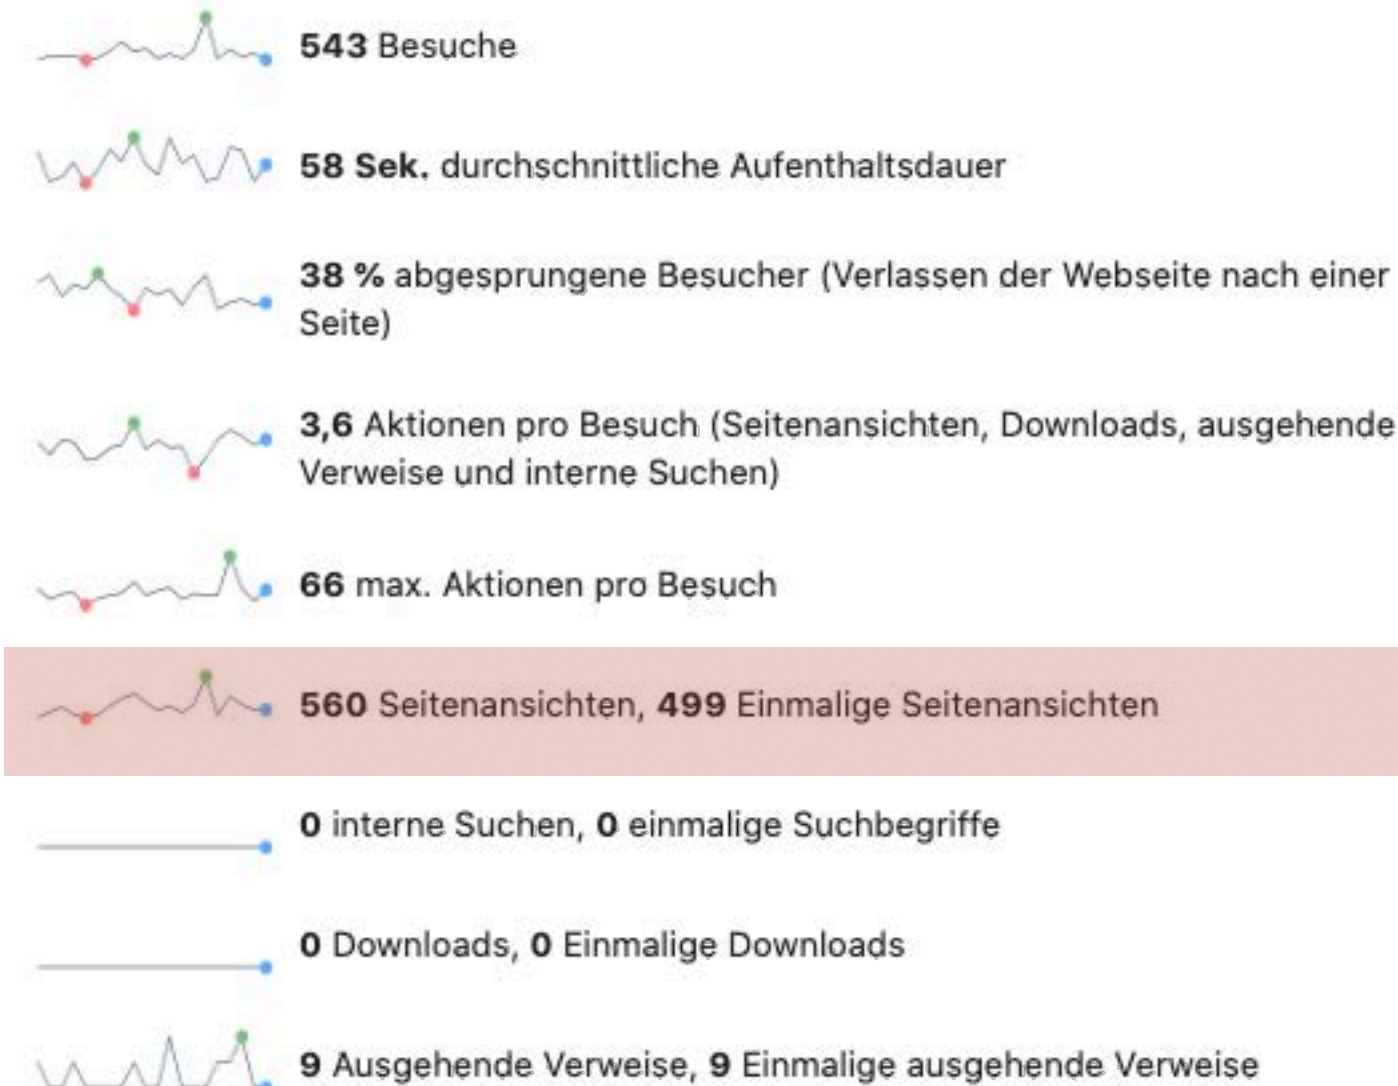 543 Besuche
58 Sek. durchschnittliche Aufenthaltsdauer
38 % abgesprungene Besucher (Verlassen der Webseite nach einer
Seite)
3,6 Aktionen pro Besuch (Seitenansichten, Downloads, ausgehende
Verweise und interne Suchen)
66 max. Aktionen pro Besuch
560 Seitenansichten, 499 Einmalige Seitenansichten
0 interne Suchen, 0 einmalige Suchbegriffe
0 Downloads, 0 Einmalige Downloads
9 Ausgehende Verweise, 9 Einmalige ausgehende Verweise